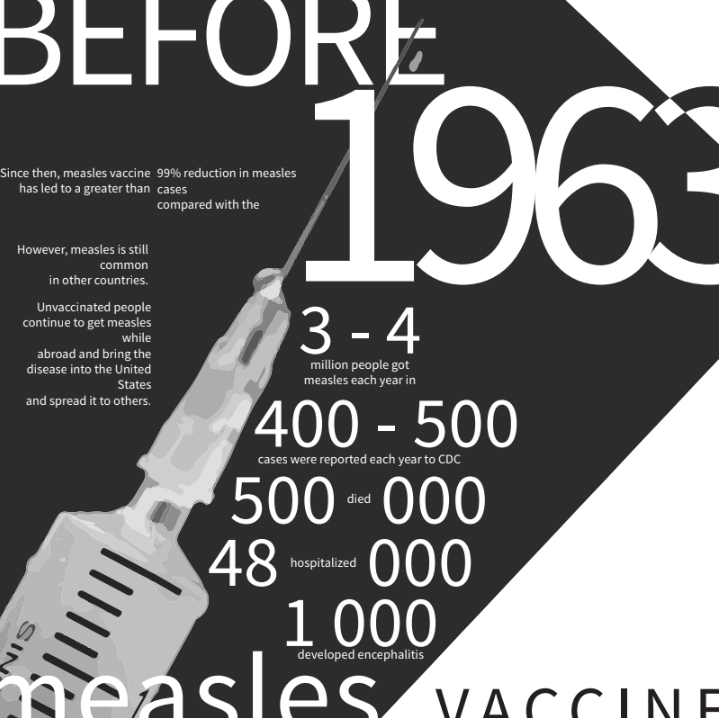 BEFORE
1963
Since then, measles vaccine
has led to a greater than
99% reduction in measles
cases
compared with the
However, measles is still
common
in other countries.
Unvaccinated people
continue to get measles
while
abroad and bring the
disease into the United
States
and spread it to others.
3 - 4
million people got
measles each year in
400 - 500
cases were reported each year to CDC
500 died 000
48 hospitalized 000
1 000
developed encephalitis
NIS
measles
VACCINE